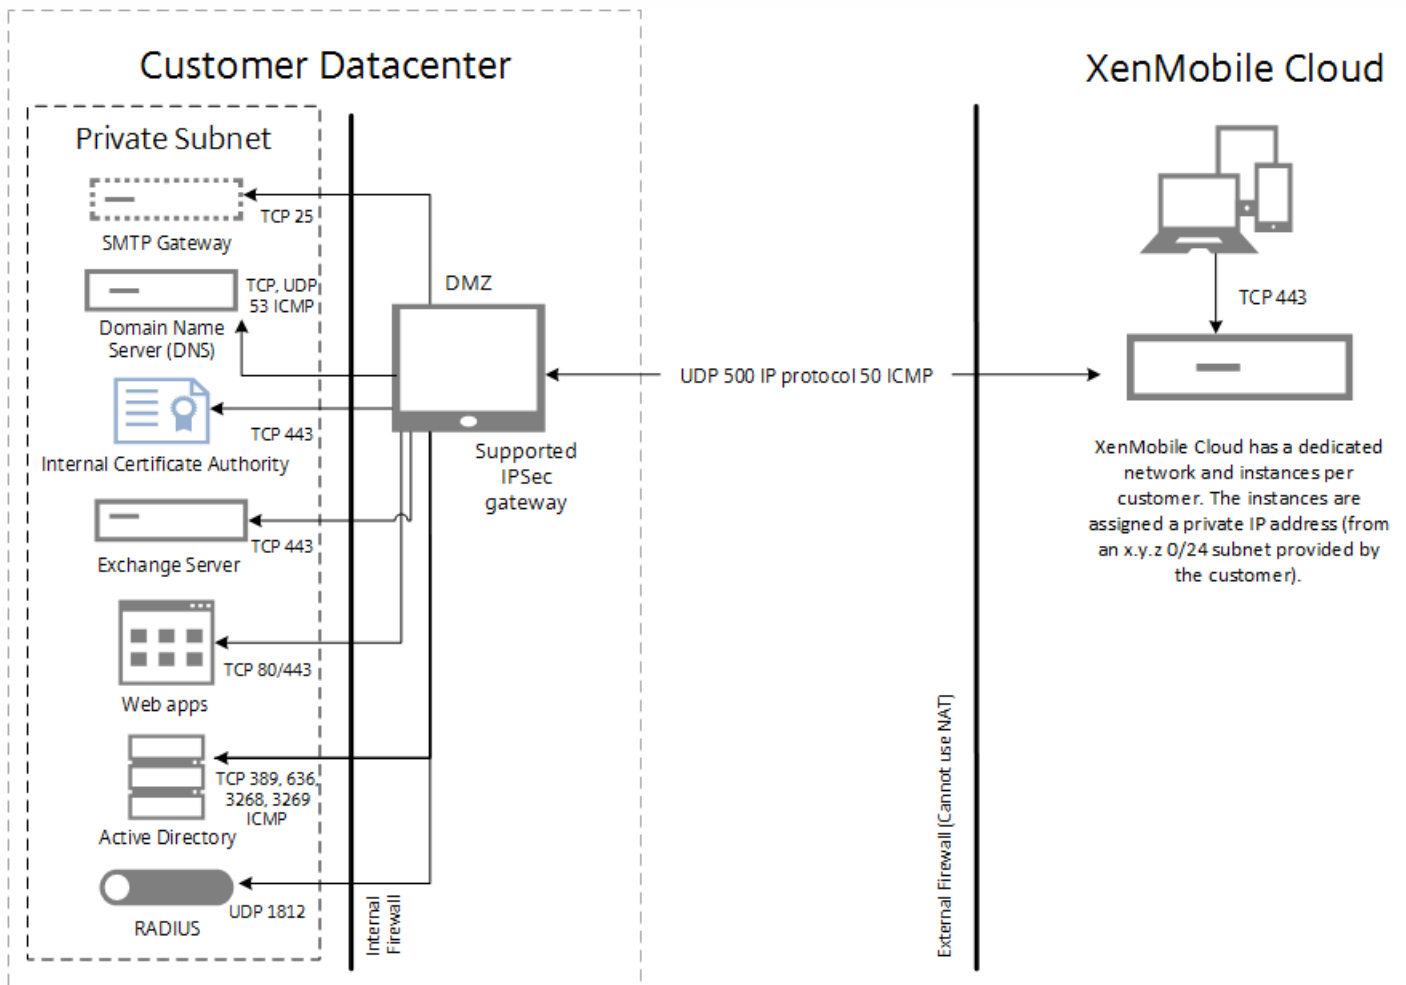 Customer Datacenter
XenMobile Cloud
Private Subnet
TCP 25
SMTP Gateway
TCP, UDP
53 ICMP
Domain Name
Server (DNS)
TCP 443
Internal Certificate Authority
TCP 443
Exchange Server
TCP 80/443
Web apps
TCP 389, 636,
3268, 3269
ICMP
Active Directory
UDP 1812
RADIUS
Internal
Firewall
DMZ
Supported
IPSec
gateway
UDP 500 IP protocol 50 ICMP
External Firewall (Cannot use NAT)
TCP 443
XenMobile Cloud has a dedicated
network and instances per
customer. The instances are
assigned a private IP address (from
an x.y.z 0/24 subnet provided by
the customer).